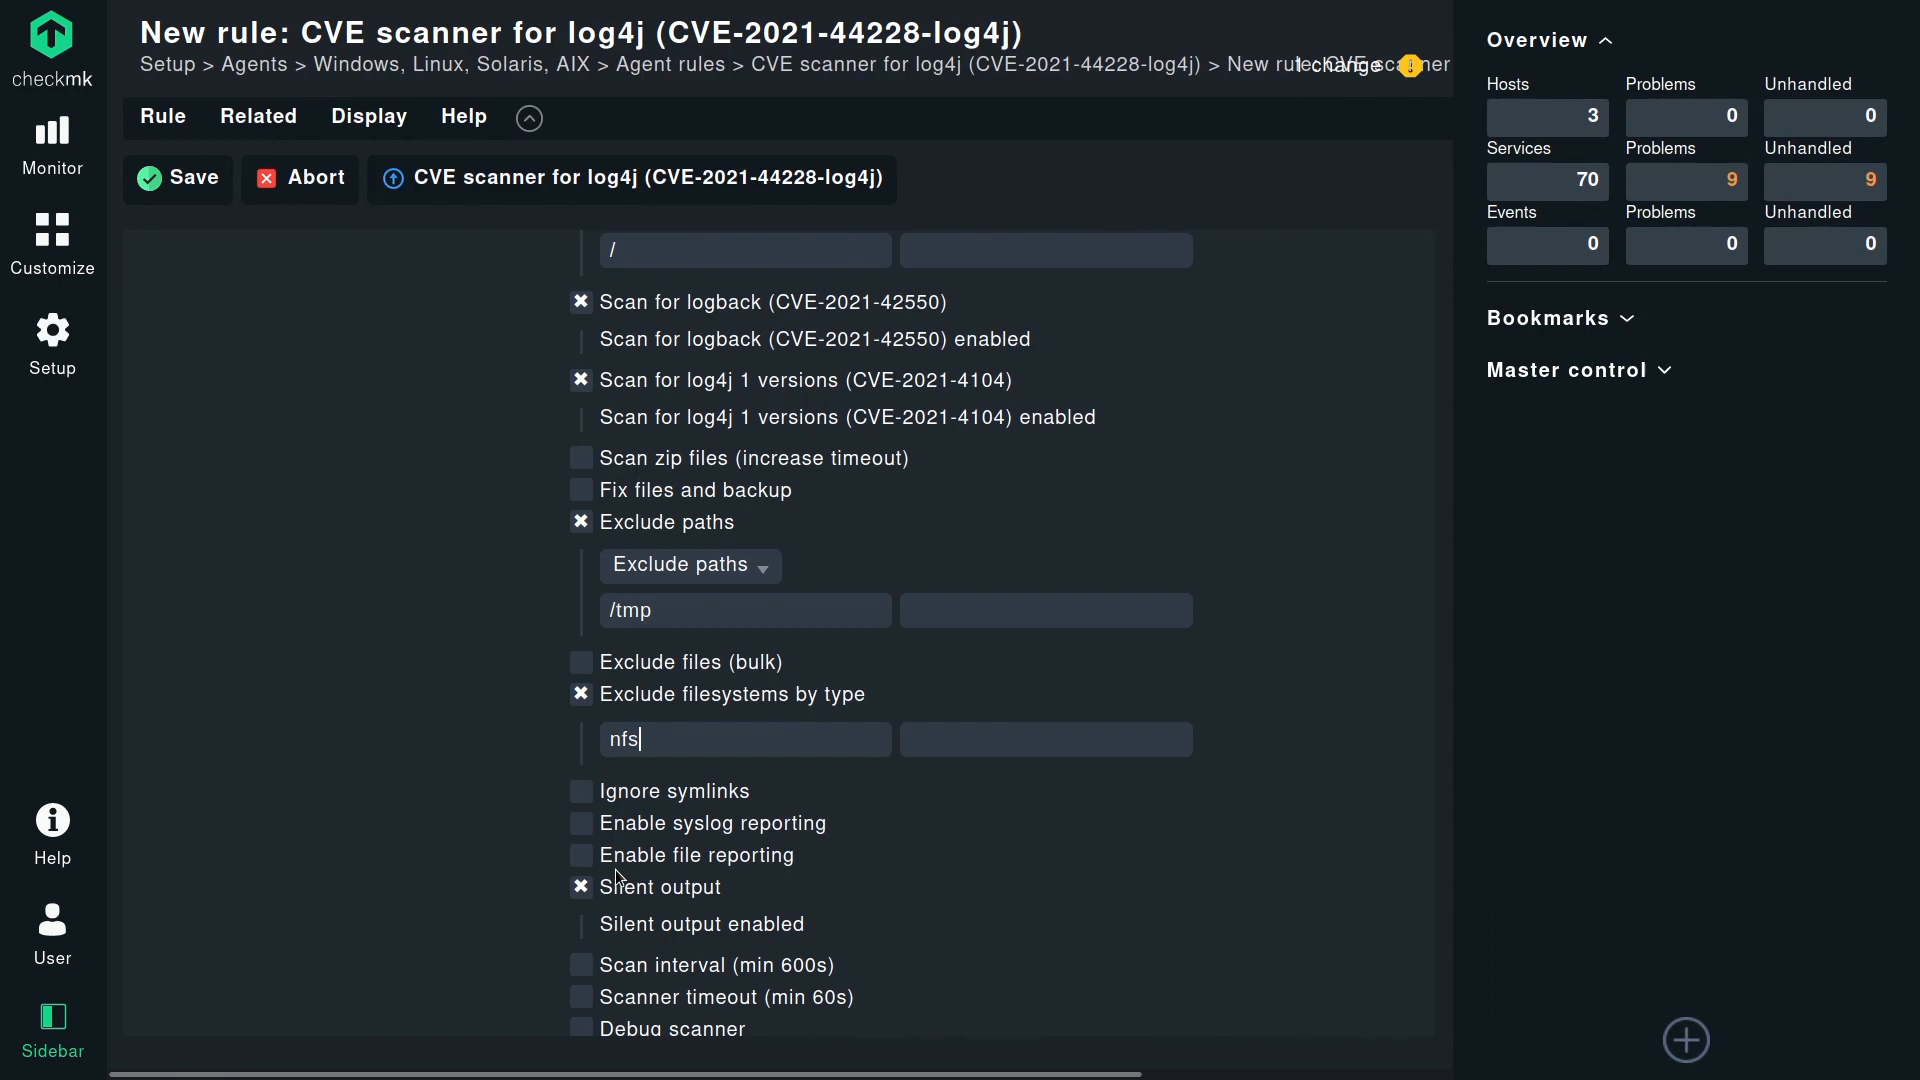 New rule: CVE scanner for log4j (CVE-2021-44228-log4j)
checkmk
Setup > Agents > Windows, Linux, Solaris, AIX > Agent rules > CVE scanner for log4j (CVE-2021-44228-log4j) > New rule: CVE scanner
1 change
Monitor
Customize
Setup
Help
User
Sidebar
Rule Related Display Help
Save Abort CVE scanner for log4j (CVE-2021-44228-log4j)
/
Scan for logback (CVE-2021-42550)
Scan for logback (CVE-2021-42550) enabled
Scan for log4j 1 versions (CVE-2021-4104)
Scan for log4j 1 versions (CVE-2021-4104) enabled
Scan zip files (increase timeout)
Fix files and backup
Exclude paths
Exclude paths
/tmp
Exclude files (bulk)
Exclude filesystems by type
nfs
Ignore symlinks
Enable syslog reporting
Enable file reporting
Silent output
Silent output enabled
Scan interval (min 600s)
Scanner timeout (min 60s)
Debug scanner
Overview
Hosts Problems Unhandled
3 0 0
Services Problems Unhandled
70 9 9
Events Problems Unhandled
0 0 0
Bookmarks
Master control